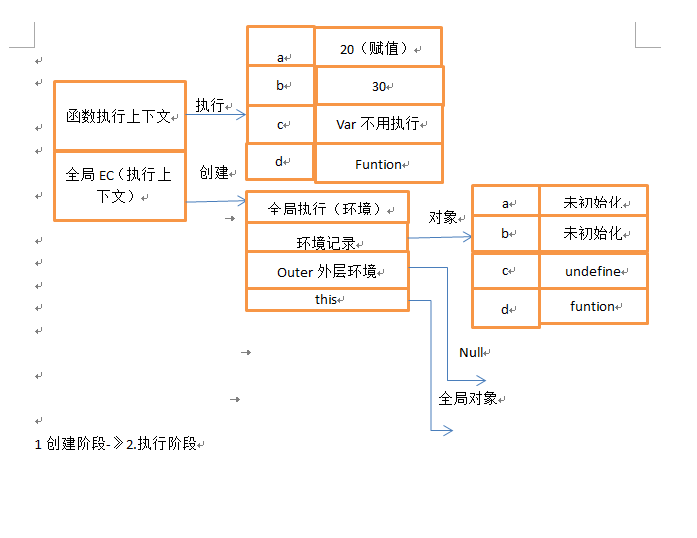 a 20（赋值）
b 30
c Var 不用执行
d Funtion
函数执行上下文
执行
全局 EC（执行上
下文）
创建
全局执行（环境）
环境记录
Outer 外层环境
this
对象
a 未初始化
b 未初始化
c undefine
d funtion
Null
全局对象
1 创建阶段-》2.执行阶段